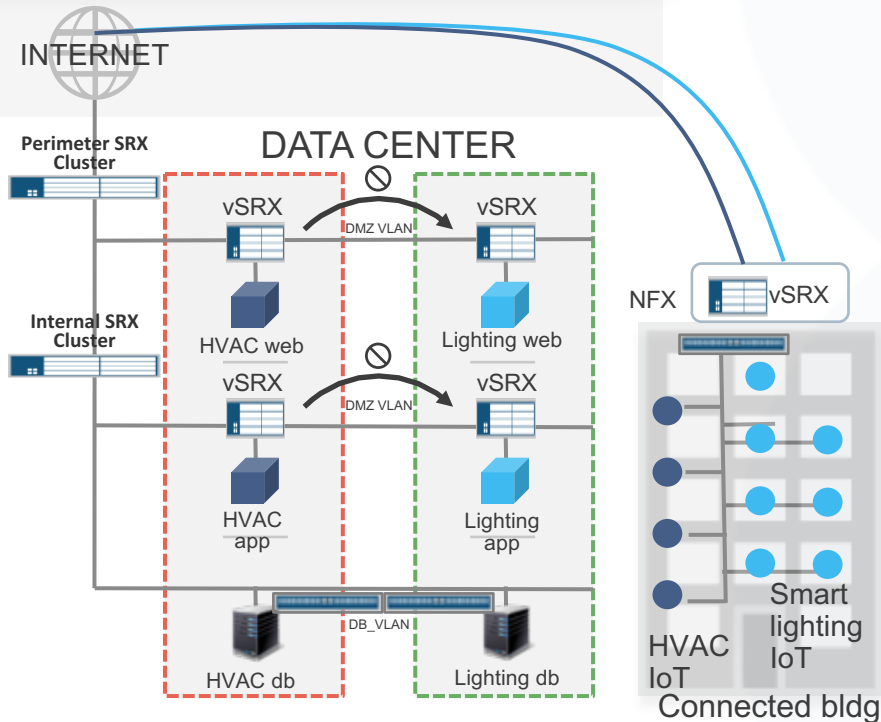 INTERNET
Perimeter SRX
Cluster
DATA CENTER
vSRX
DMZ VLAN
vSRX
HVAC web
Lighting web
Internal SRX
Cluster
vSRX
DMZ VLAN
vSRX
HVAC
app
Lighting
app
DB_VLAN
HVAC db
Lighting db
NFX
vSRX
HVAC
IoT
Smart
lighting
IoT
Connected bldg